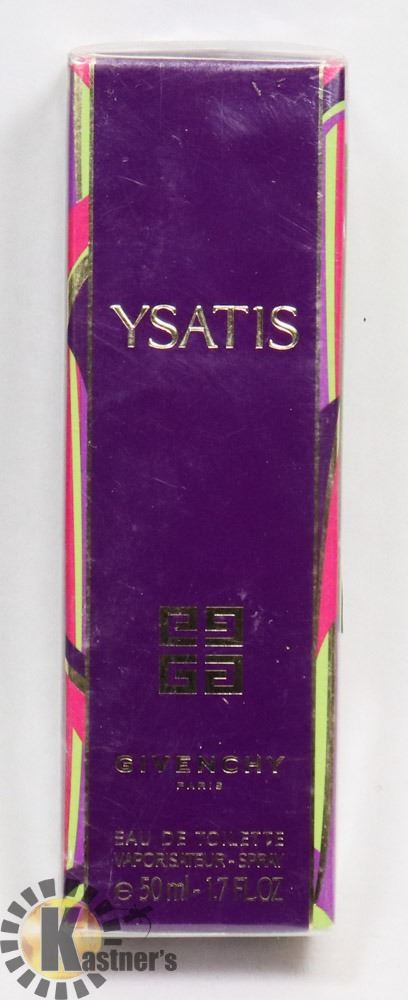 YSATIS
GIVENCHY
PARIS
EAU DE TOILETTE
VAPORISATEUR - SPRAY
℮ 50 ml - 1.7 FL.OZ
Kastner's